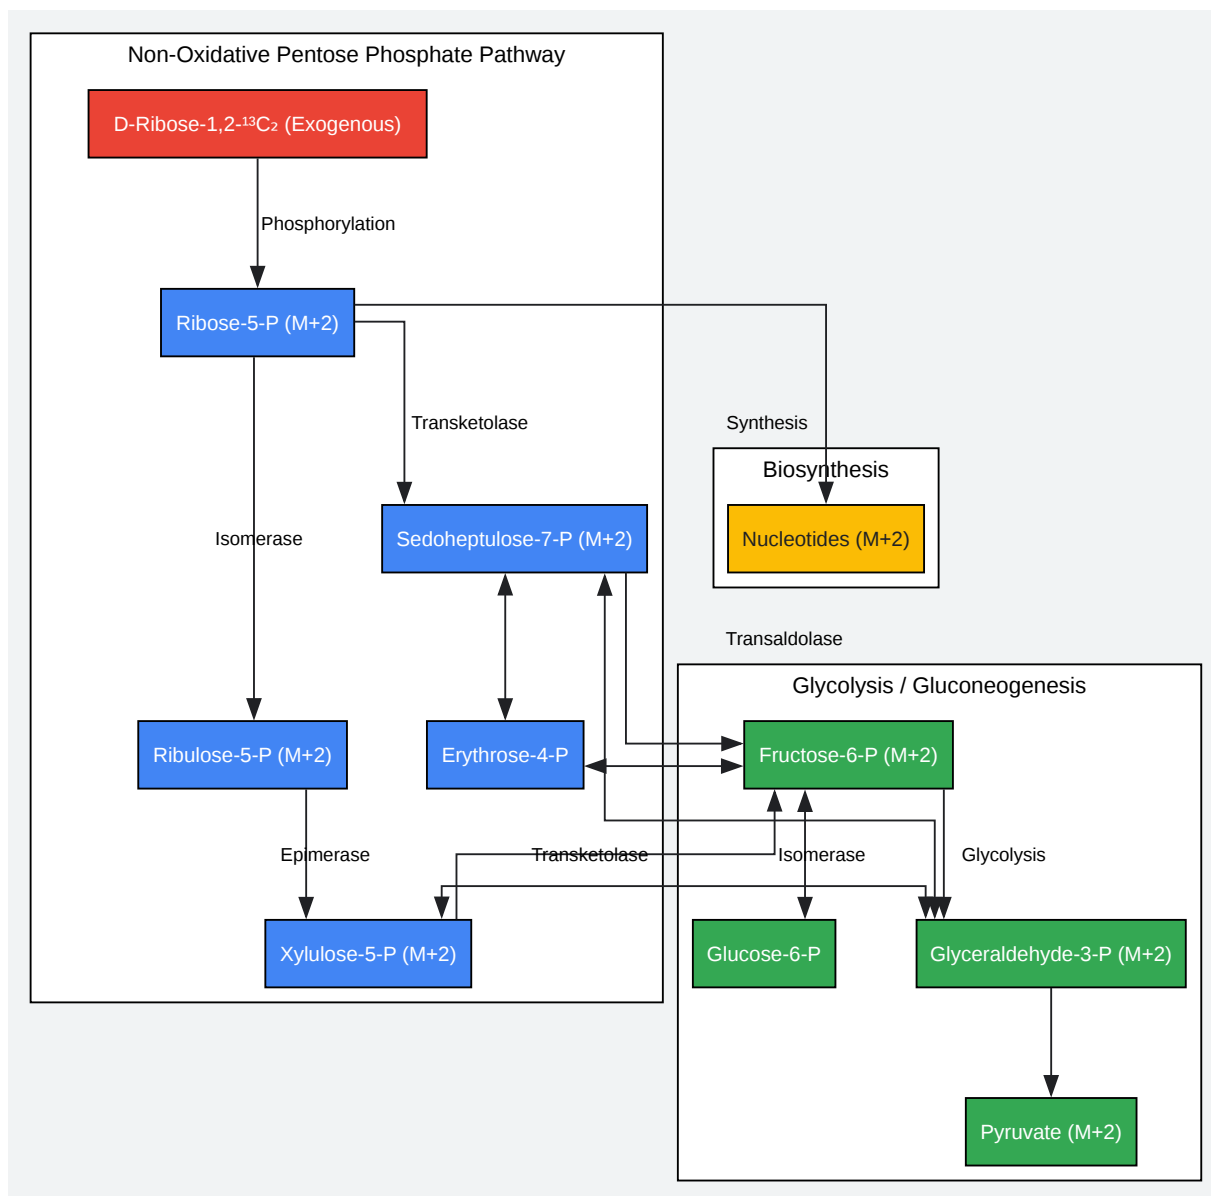 Non-Oxidative Pentose Phosphate Pathway
D-Ribose-1,2-¹³C₂ (Exogenous)
Phosphorylation
Ribose-5-P (M+2)
Transketolase
Synthesis
Biosynthesis
Isomerase
Sedoheptulose-7-P (M+2)
Nucleotides (M+2)
Transaldolase
Glycolysis / Gluconeogenesis
Ribulose-5-P (M+2)
Erythrose-4-P
Fructose-6-P (M+2)
Epimerase
Transketolase
Isomerase
Glycolysis
Xylulose-5-P (M+2)
Glucose-6-P
Glyceraldehyde-3-P (M+2)
Pyruvate (M+2)